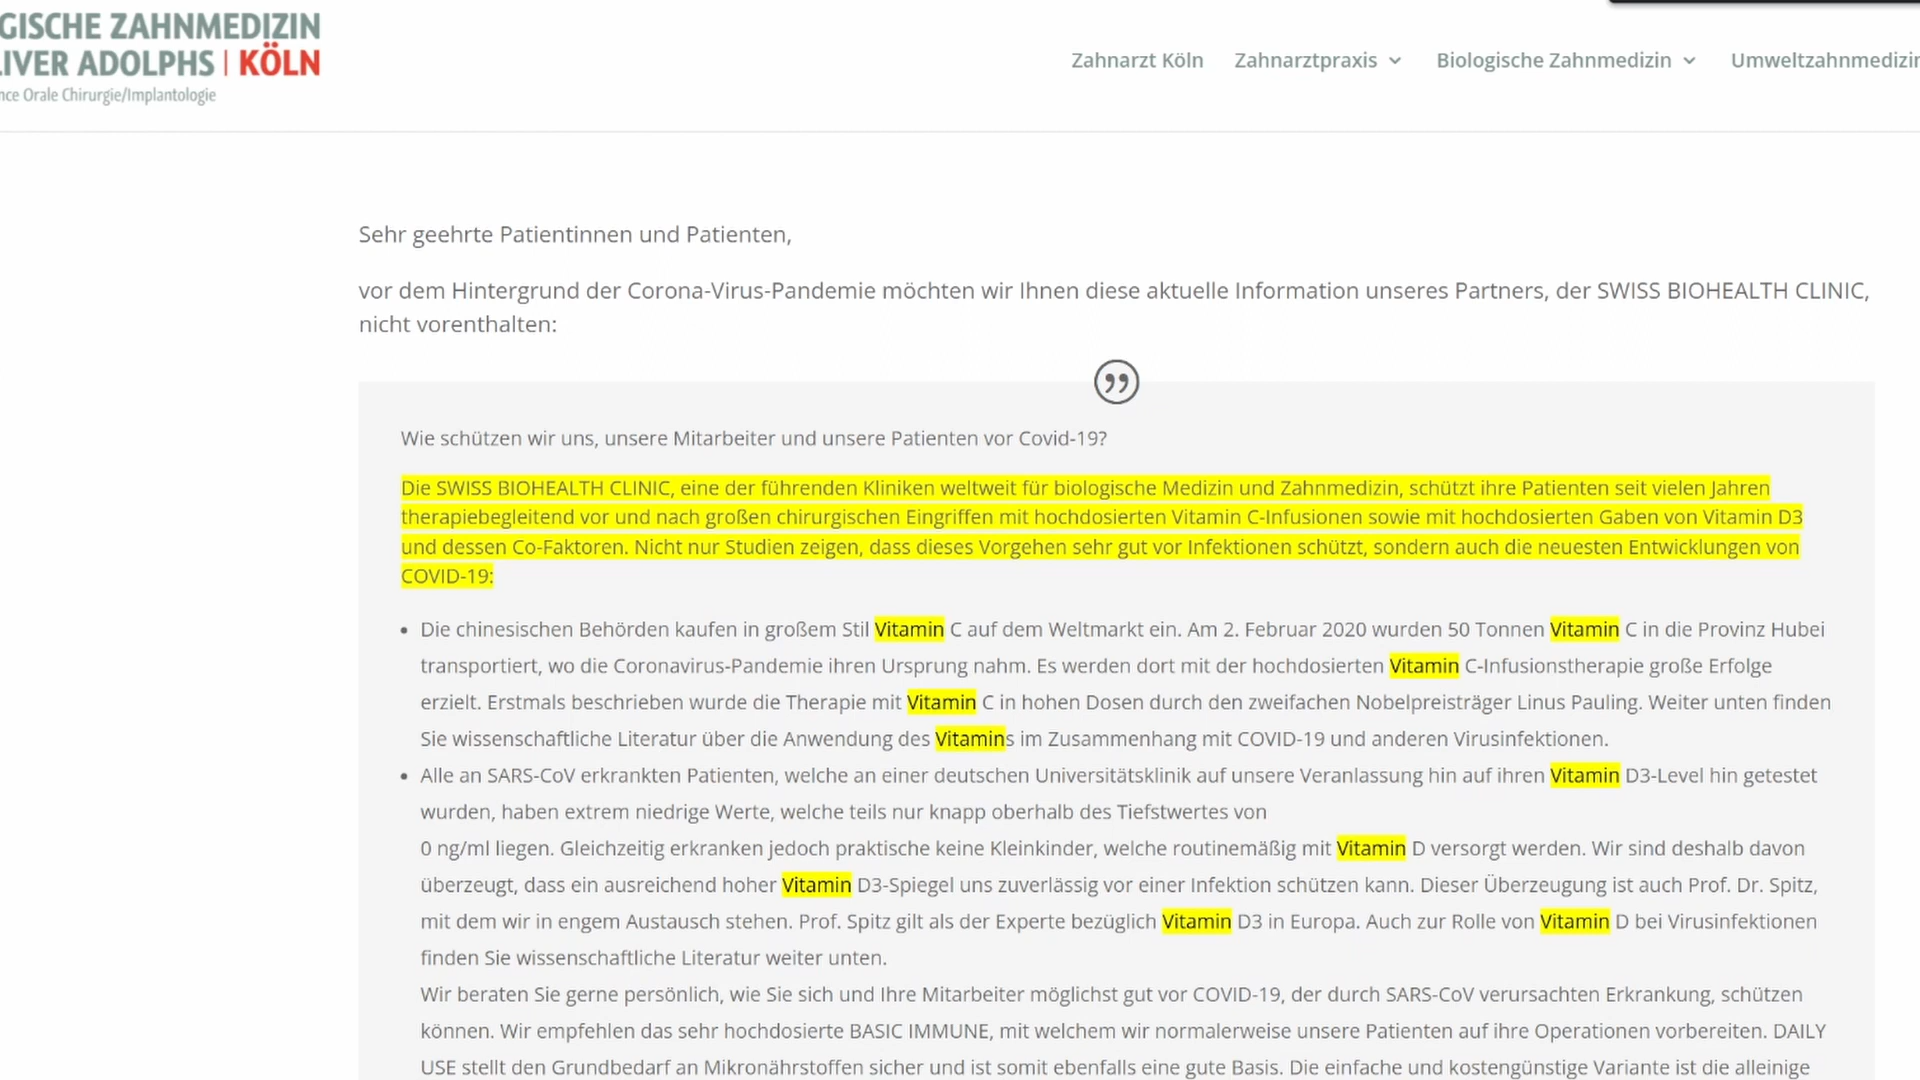 GISCHE ZAHNMEDIZIN
IVER ADOLPHS | KÖLN
nce Orale Chirurgie/Implantologie
Zahnarzt Köln Zahnarztpraxis Biologische Zahnmedizin Umweltzahnmedizin
Sehr geehrte Patientinnen und Patienten,
vor dem Hintergrund der Corona-Virus-Pandemie möchten wir Ihnen diese aktuelle Information unseres Partners, der SWISS BIOHEALTH CLINIC,
nicht vorenthalten:
Wie schützen wir uns, unsere Mitarbeiter und unsere Patienten vor Covid-19?
Die SWISS BIOHEALTH CLINIC, eine der führenden Kliniken weltweit für biologische Medizin und Zahnmedizin, schützt ihre Patienten seit vielen Jahren
therapiebegleitend vor und nach großen chirurgischen Eingriffen mit hochdosierten Vitamin C-Infusionen sowie mit hochdosierten Gaben von Vitamin D3
und dessen Co-Faktoren. Nicht nur Studien zeigen, dass dieses Vorgehen sehr gut vor Infektionen schützt, sondern auch die neuesten Entwicklungen von
COVID-19:
• Die chinesischen Behörden kaufen in großem Stil Vitamin C auf dem Weltmarkt ein. Am 2. Februar 2020 wurden 50 Tonnen Vitamin C in die Provinz Hubei
transportiert, wo die Coronavirus-Pandemie ihren Ursprung nahm. Es werden dort mit der hochdosierten Vitamin C-Infusionstherapie große Erfolge
erzielt. Erstmals beschrieben wurde die Therapie mit Vitamin C in hohen Dosen durch den zweifachen Nobelpreisträger Linus Pauling. Weiter unten finden
Sie wissenschaftliche Literatur über die Anwendung des Vitamins im Zusammenhang mit COVID-19 und anderen Virusinfektionen.
• Alle an SARS-CoV erkrankten Patienten, welche an einer deutschen Universitätsklinik auf unsere Veranlassung hin auf ihren Vitamin D3-Level hin getestet
wurden, haben extrem niedrige Werte, welche teils nur knapp oberhalb des Tiefstwertes von
0 ng/ml liegen. Gleichzeitig erkranken jedoch praktische keine Kleinkinder, welche routinemäßig mit Vitamin D versorgt werden. Wir sind deshalb davon
überzeugt, dass ein ausreichend hoher Vitamin D3-Spiegel uns zuverlässig vor einer Infektion schützen kann. Dieser Überzeugung ist auch Prof. Dr. Spitz,
mit dem wir in engem Austausch stehen. Prof. Spitz gilt als der Experte bezüglich Vitamin D3 in Europa. Auch zur Rolle von Vitamin D bei Virusinfektionen
finden Sie wissenschaftliche Literatur weiter unten.
Wir beraten Sie gerne persönlich, wie Sie sich und Ihre Mitarbeiter möglichst gut vor COVID-19, der durch SARS-CoV verursachten Erkrankung, schützen
können. Wir empfehlen das sehr hochdosierte BASIC IMMUNE, mit welchem wir normalerweise unsere Patienten auf ihre Operationen vorbereiten. DAILY
USE stellt den Grundbedarf an Mikronährstoffen sicher und ist somit ebenfalls eine gute Basis. Die einfache und kostengünstige Variante ist die alleinige